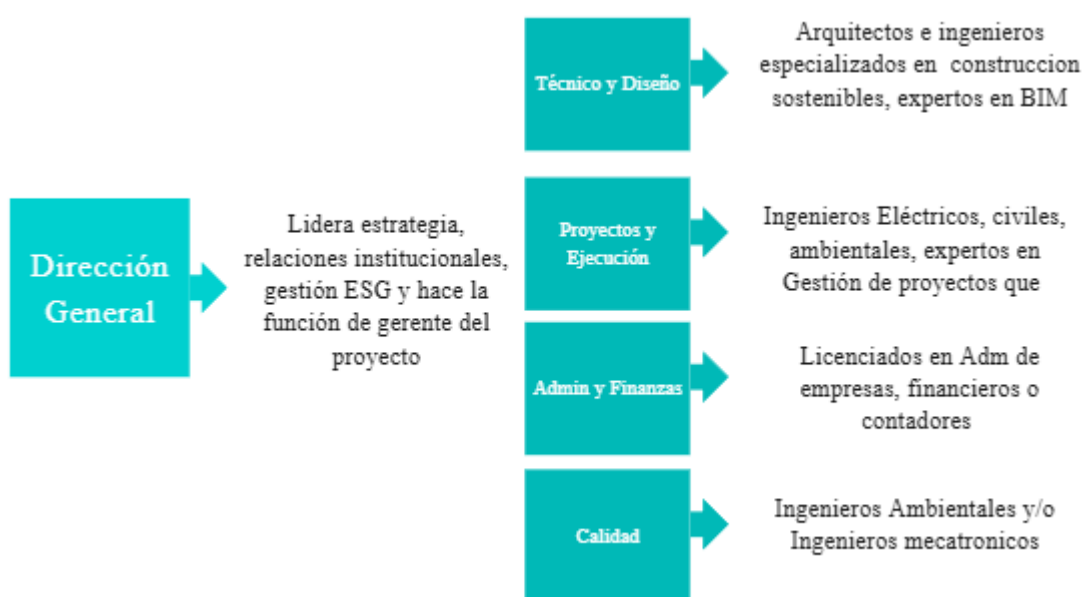 Dirección
General
Lidera estrategia,
relaciones institucionales,
gestión ESG y hace la
función de gerente del
proyecto
Técnico y Diseño
Arquitectos e ingenieros
especializados en construccion
sostenibles, expertos en BIM
Proyectos y
Ejecución
Ingenieros Eléctricos, civiles,
ambientales, expertos en
Gestión de proyectos que
Admin y Finanzas
Licenciados en Adm de
empresas, financieros o
contadores
Calidad
Ingenieros Ambientales y/o
Ingenieros mecatronicos